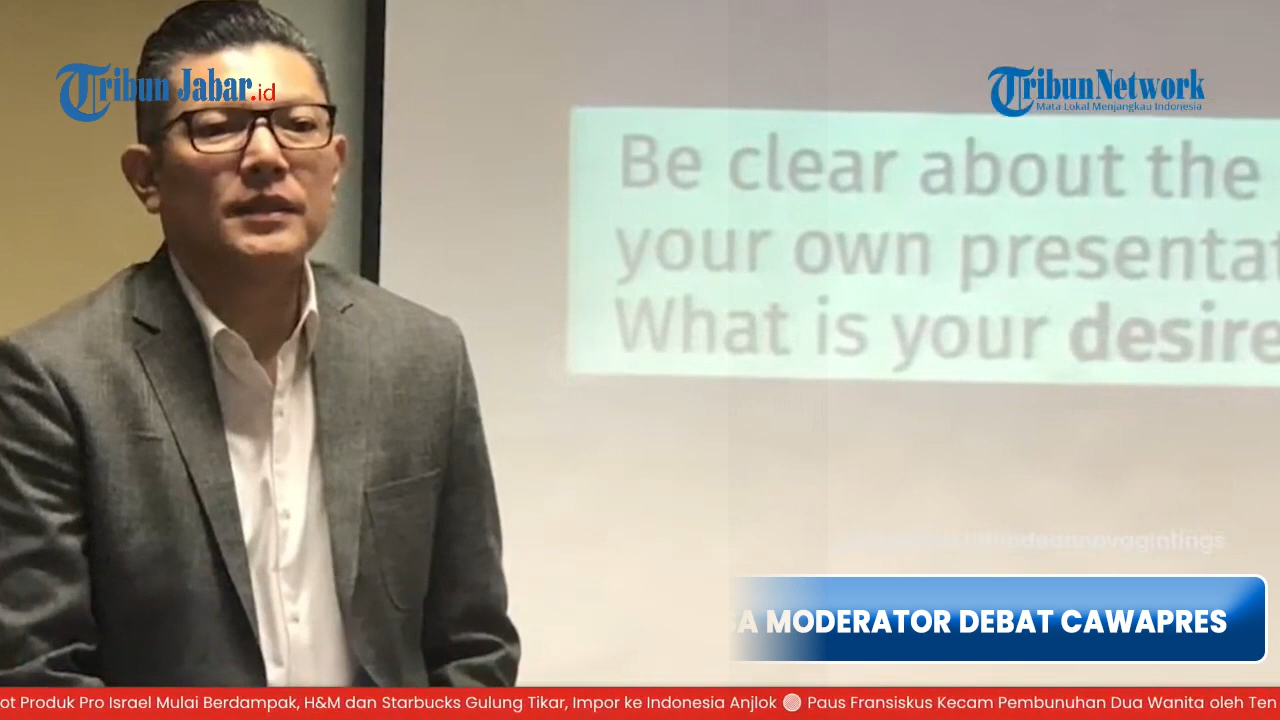 Tribun Jabar.id
TribunNetwork
Mata Lokal Menjangkau Indonesia
Be clear about the
your own presentat
What is your desire
MODERATOR DEBAT CAWAPRES
ot Produk Pro Israel Mulai Berdampak, H&M dan Starbucks Gulung Tikar, Impor ke Indonesia Anjlok Paus Fransiskus Kecam Pembunuhan Dua Wanita oleh Ten